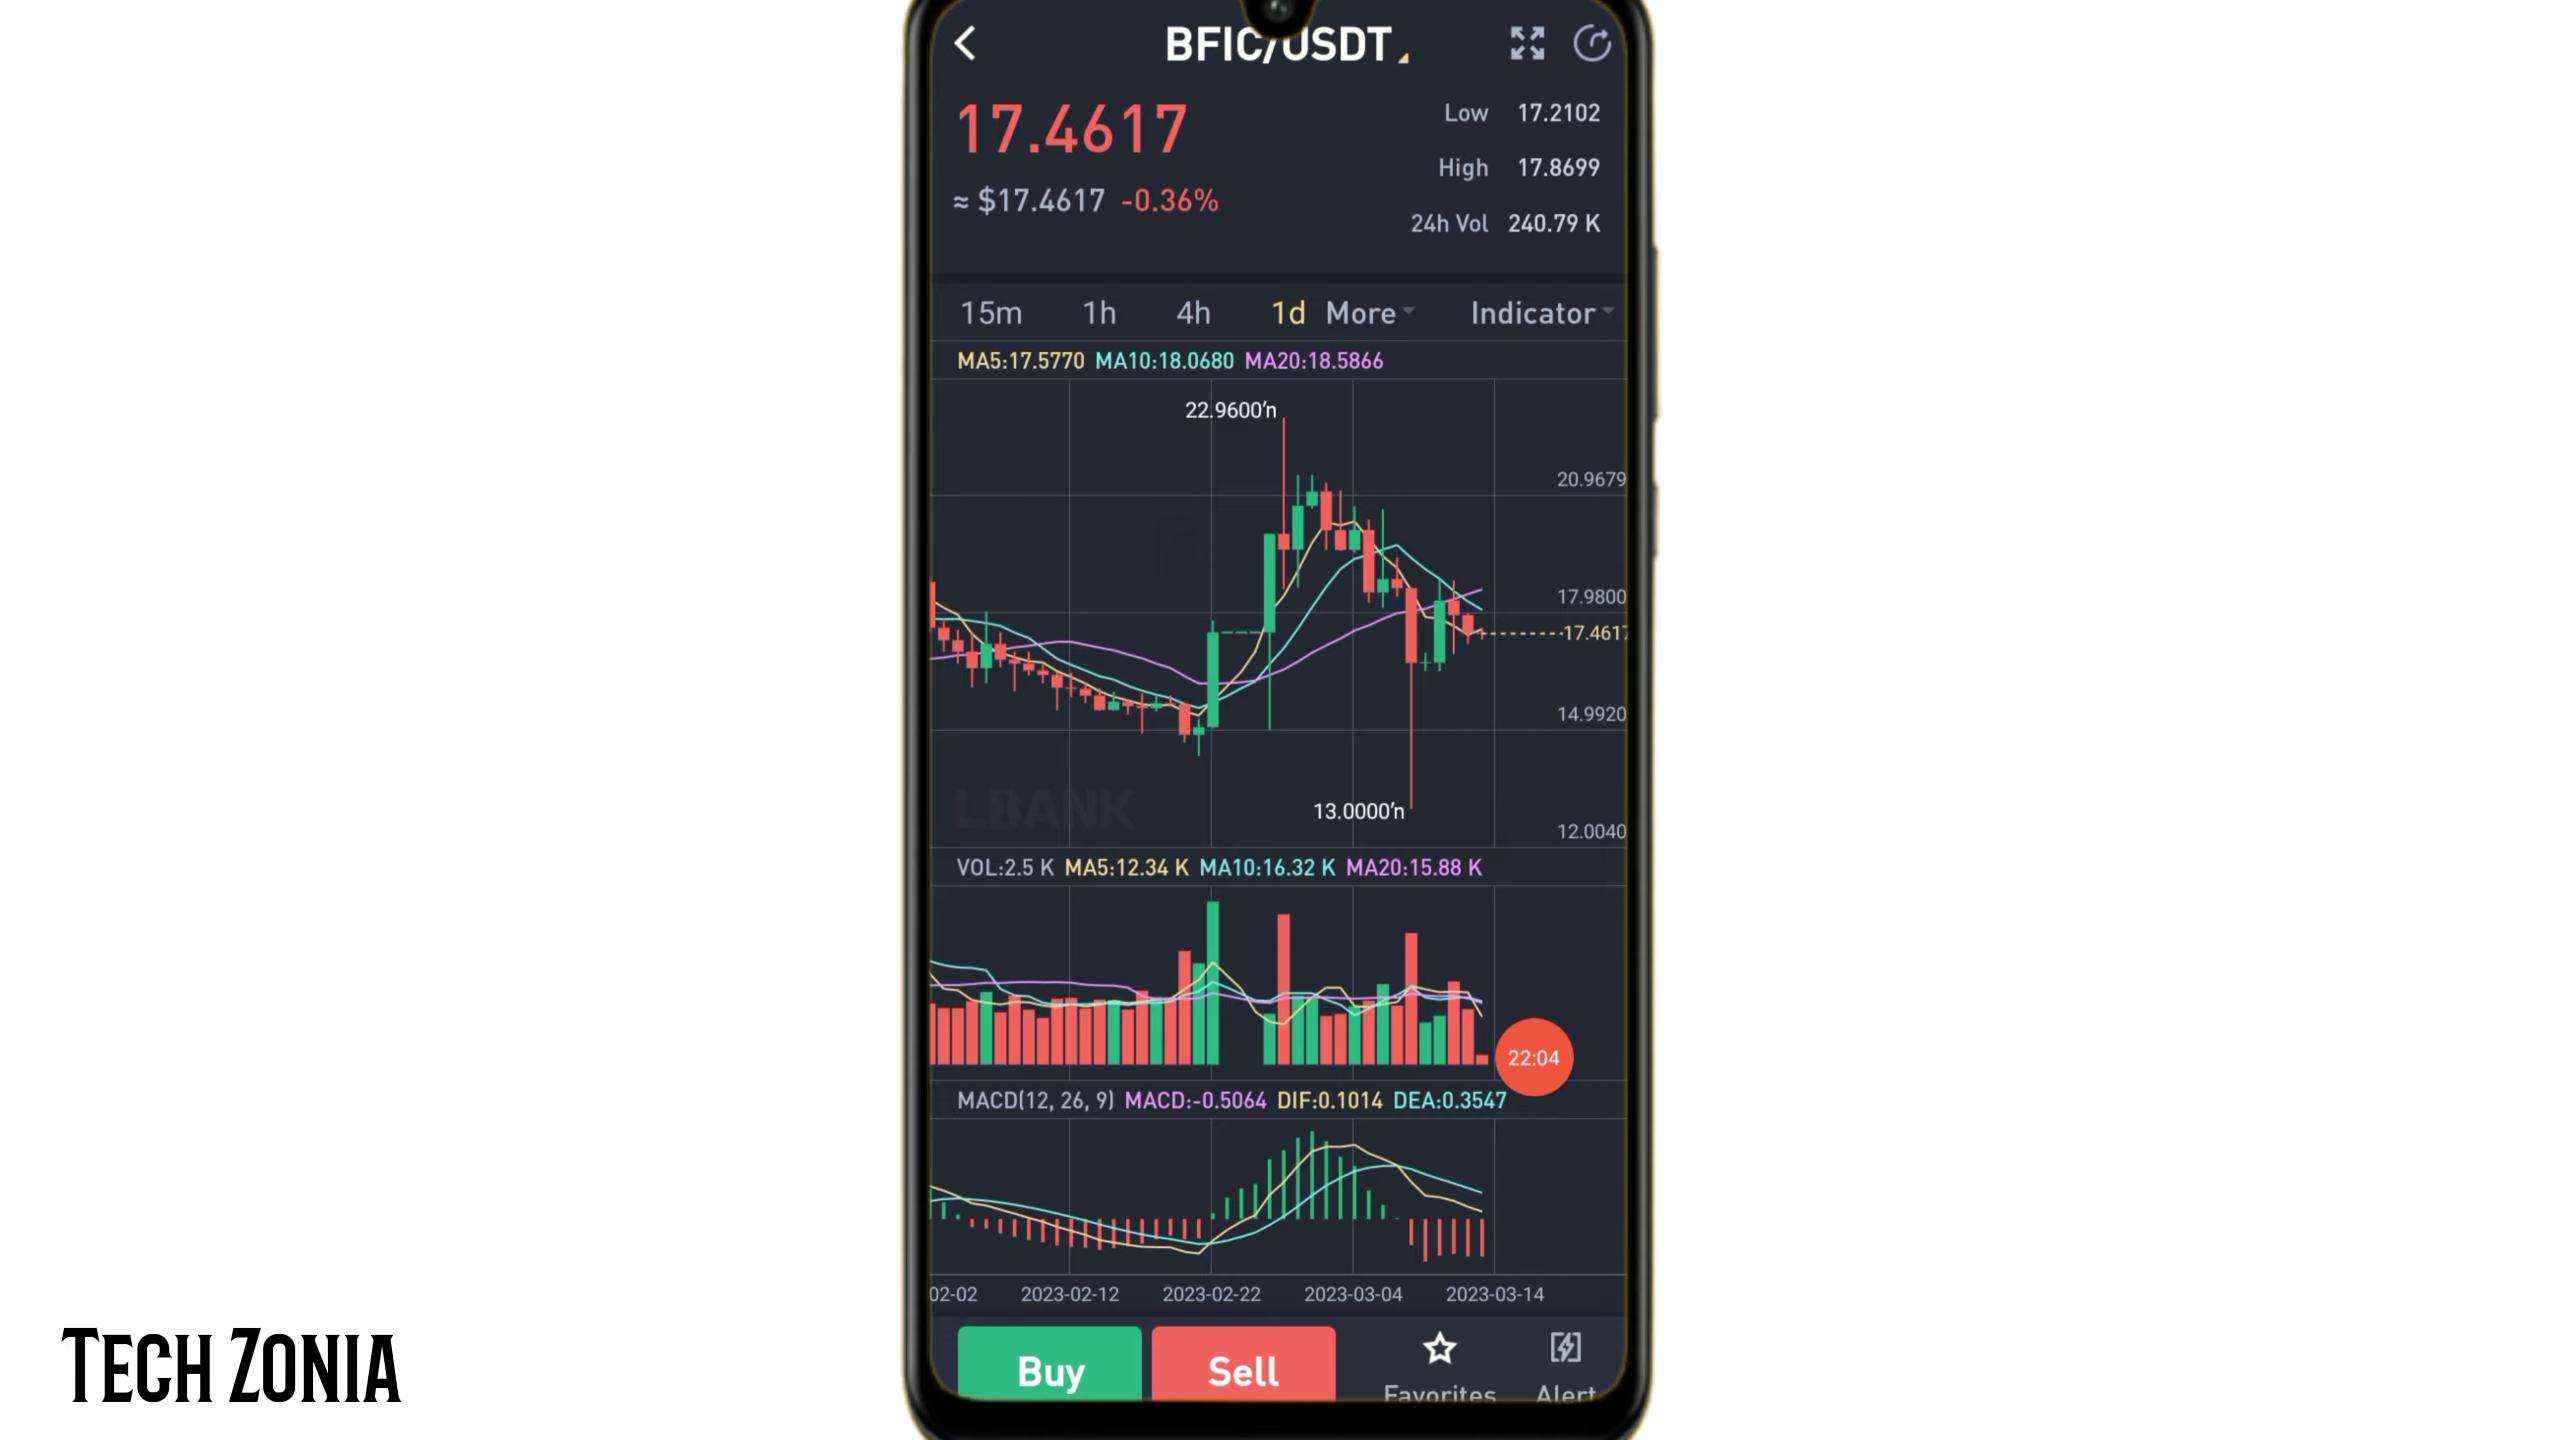 BFIC/USDT
17.4617
≈ $17.4617 -0.36%
Low 17.2102
High 17.8699
24h Vol 240.79 K
15m 1h 4h 1d More Indicator
MA5:17.5770 MA10:18.0680 MA20:18.5866
22.9600'n
20.9679
17.9800
17.4617
14.9920
LBANK
13.0000'n
12.0040
VOL:2.5 K MA5:12.34 K MA10:16.32 K MA20:15.88 K
22:04
MACD(12, 26, 9) MACD:-0.5064 DIF:0.1014 DEA:0.3547
02-02 2023-02-12 2023-02-22 2023-03-04 2023-03-14
Buy Sell Favorites Alert
TECH ZONIA